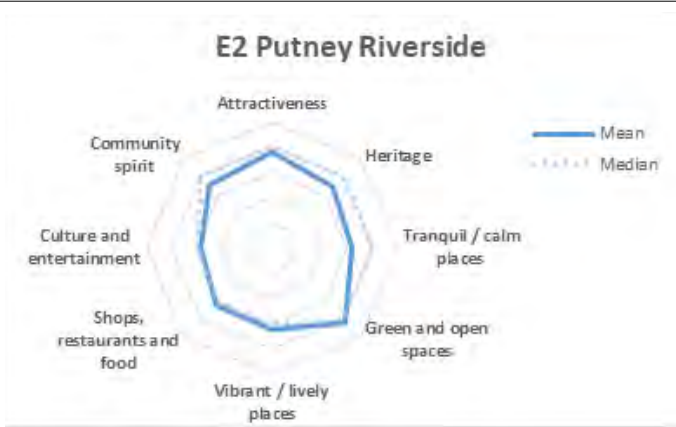 E2 Putney Riverside
Attractiveness
Community
spirit
Heritage
Mean
Median
Culture and
entertainment
Tranquil / calm
places
Shops,
restaurants and
food
Green and open
spaces
Vibrant / lively
places